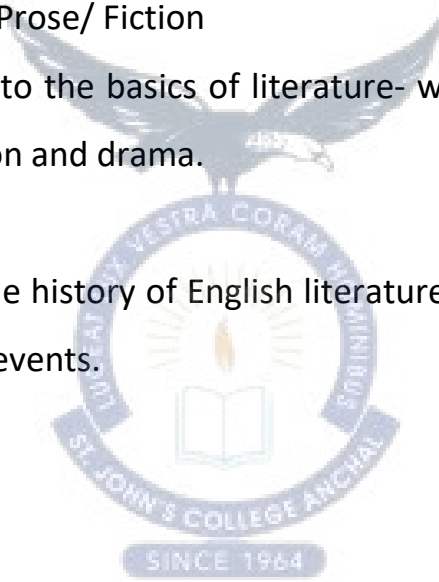 Prose/ Fiction
to the basics of literature- w
on and drama.
LUCEAT LUX VESTRA CORAM HOMINIBUS
e history of English literature
events.
ST. JOHN'S COLLEGE ANCHAL
SINCE 1964